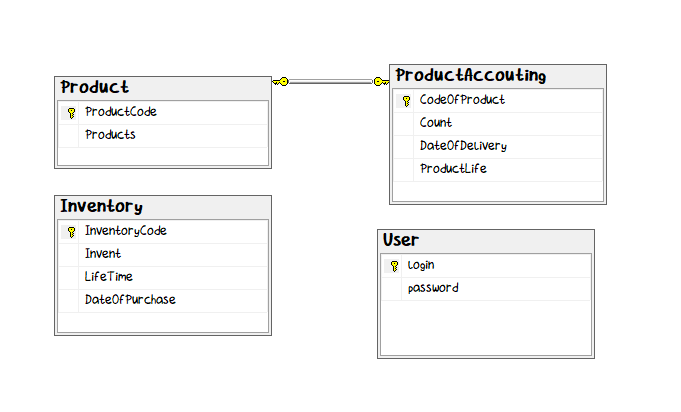 Product
ProductCode
Products
ProductAccouting
CodeOfProduct
Count
DateOfDelivery
ProductLife
Inventory
InventoryCode
Invent
LifeTime
DateOfPurchase
User
login
password